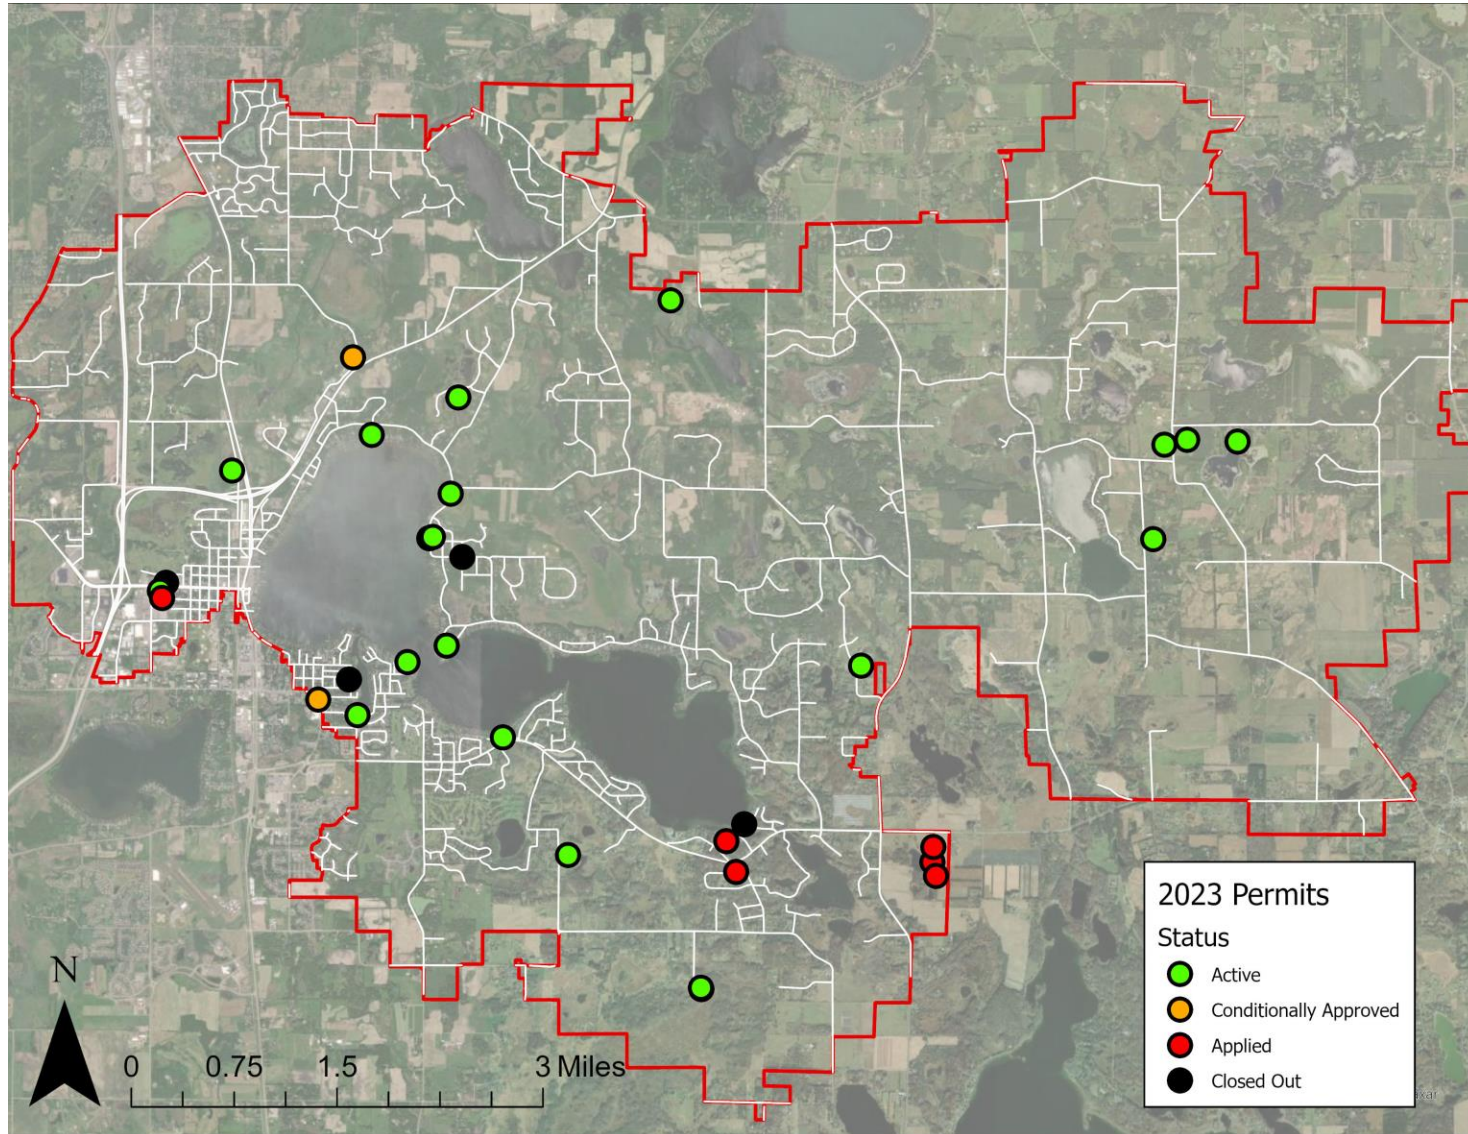 2023 Permits
Status
Active
Conditionally Approved
Applied
Closed Out
N
0 0.75 1.5 3 Miles